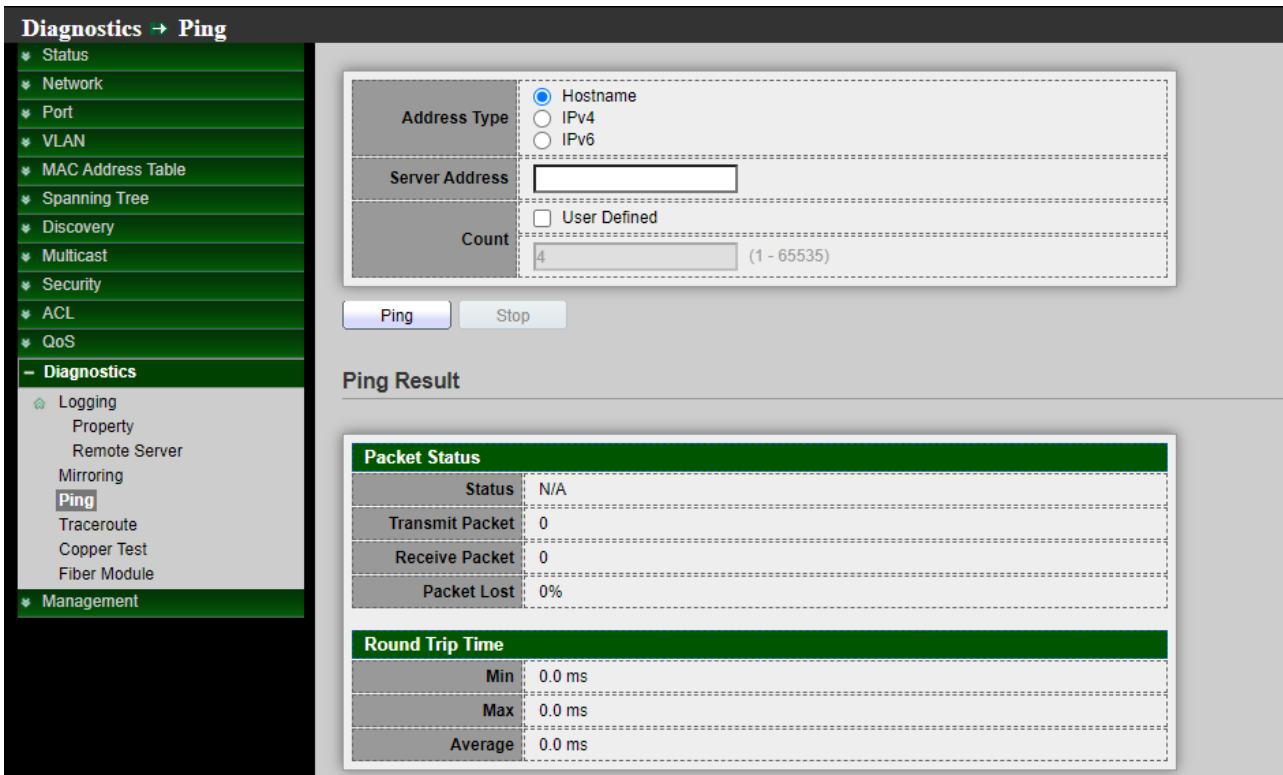 Diagnostics → Ping
Status
Network
Port
VLAN
MAC Address Table
Spanning Tree
Discovery
Multicast
Security
ACL
QoS
Diagnostics
Logging
Property
Remote Server
Mirroring
Ping
Traceroute
Copper Test
Fiber Module
Management
Address Type
Hostname
IPv4
IPv6
Server Address
Count
User Defined
4 (1 - 65535)
Ping Stop
Ping Result
Packet Status
Status N/A
Transmit Packet 0
Receive Packet 0
Packet Lost 0%
Round Trip Time
Min 0.0 ms
Max 0.0 ms
Average 0.0 ms